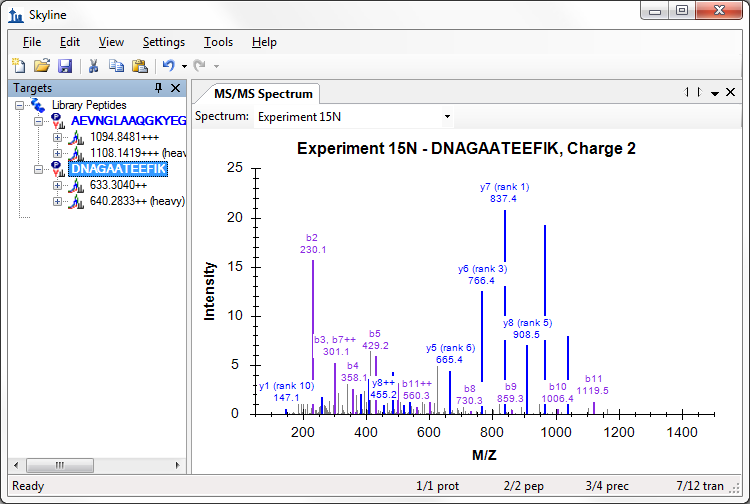 Skyline
File Edit View Settings Tools Help
Targets
Library Peptides
AEVNGLAAQGKYEG
1094.8481+++
1108.1419+++ (heavy
DNAGAATEEFIK
633.3040++
640.2833++ (heavy)
MS/MS Spectrum
Spectrum: Experiment 15N
Experiment 15N - DNAGAATEEFIK, Charge 2
Intensity
25
20
15
10
5
0
y7 (rank 1)
837.4
b2
230.1
y6 (rank 3)
766.4
y8 (rank 5)
908.5
b5
429.2
b3, b7++
301.1
y5 (rank 6)
665.4
b4
358.1
y8++
455.2
b11++
560.3
y1 (rank 10)
147.1
b8
730.3
b9
859.3
b10
1006.4
b11
1119.5
200 400 600 800 1000 1200 1400
M/Z
Ready 1/1 prot 2/2 pep 3/4 prec 7/12 tran